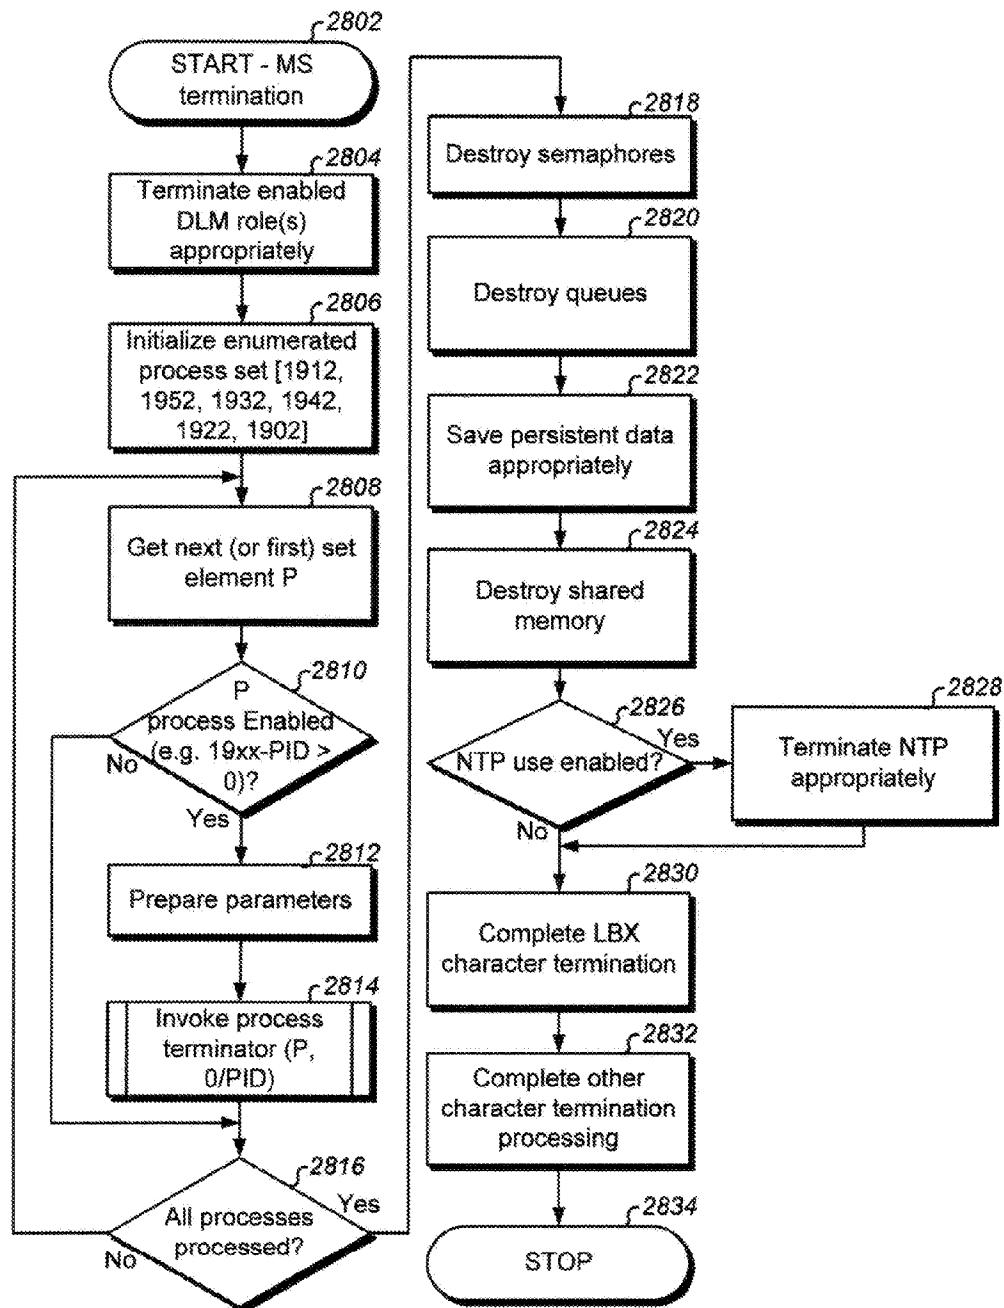 2802
START - MS
termination
2804
Terminate enabled
DLM role(s)
appropriately
2806
Initialize enumerated
process set [1912,
1952, 1932, 1942,
1922, 1902]
2808
Get next (or first) set
element P
2810
P
process Enabled
(e.g. 19xx-PID >
0)?
No
Yes
2812
Prepare parameters
2814
Invoke process
terminator (P,
0/PID)
2816
All processes
processed?
Yes
No
2818
Destroy semaphores
2820
Destroy queues
2822
Save persistent data
appropriately
2824
Destroy shared
memory
2826
NTP use enabled?
Yes
No
2828
Terminate NTP
appropriately
2830
Complete LBX
character termination
2832
Complete other
character termination
processing
2834
STOP